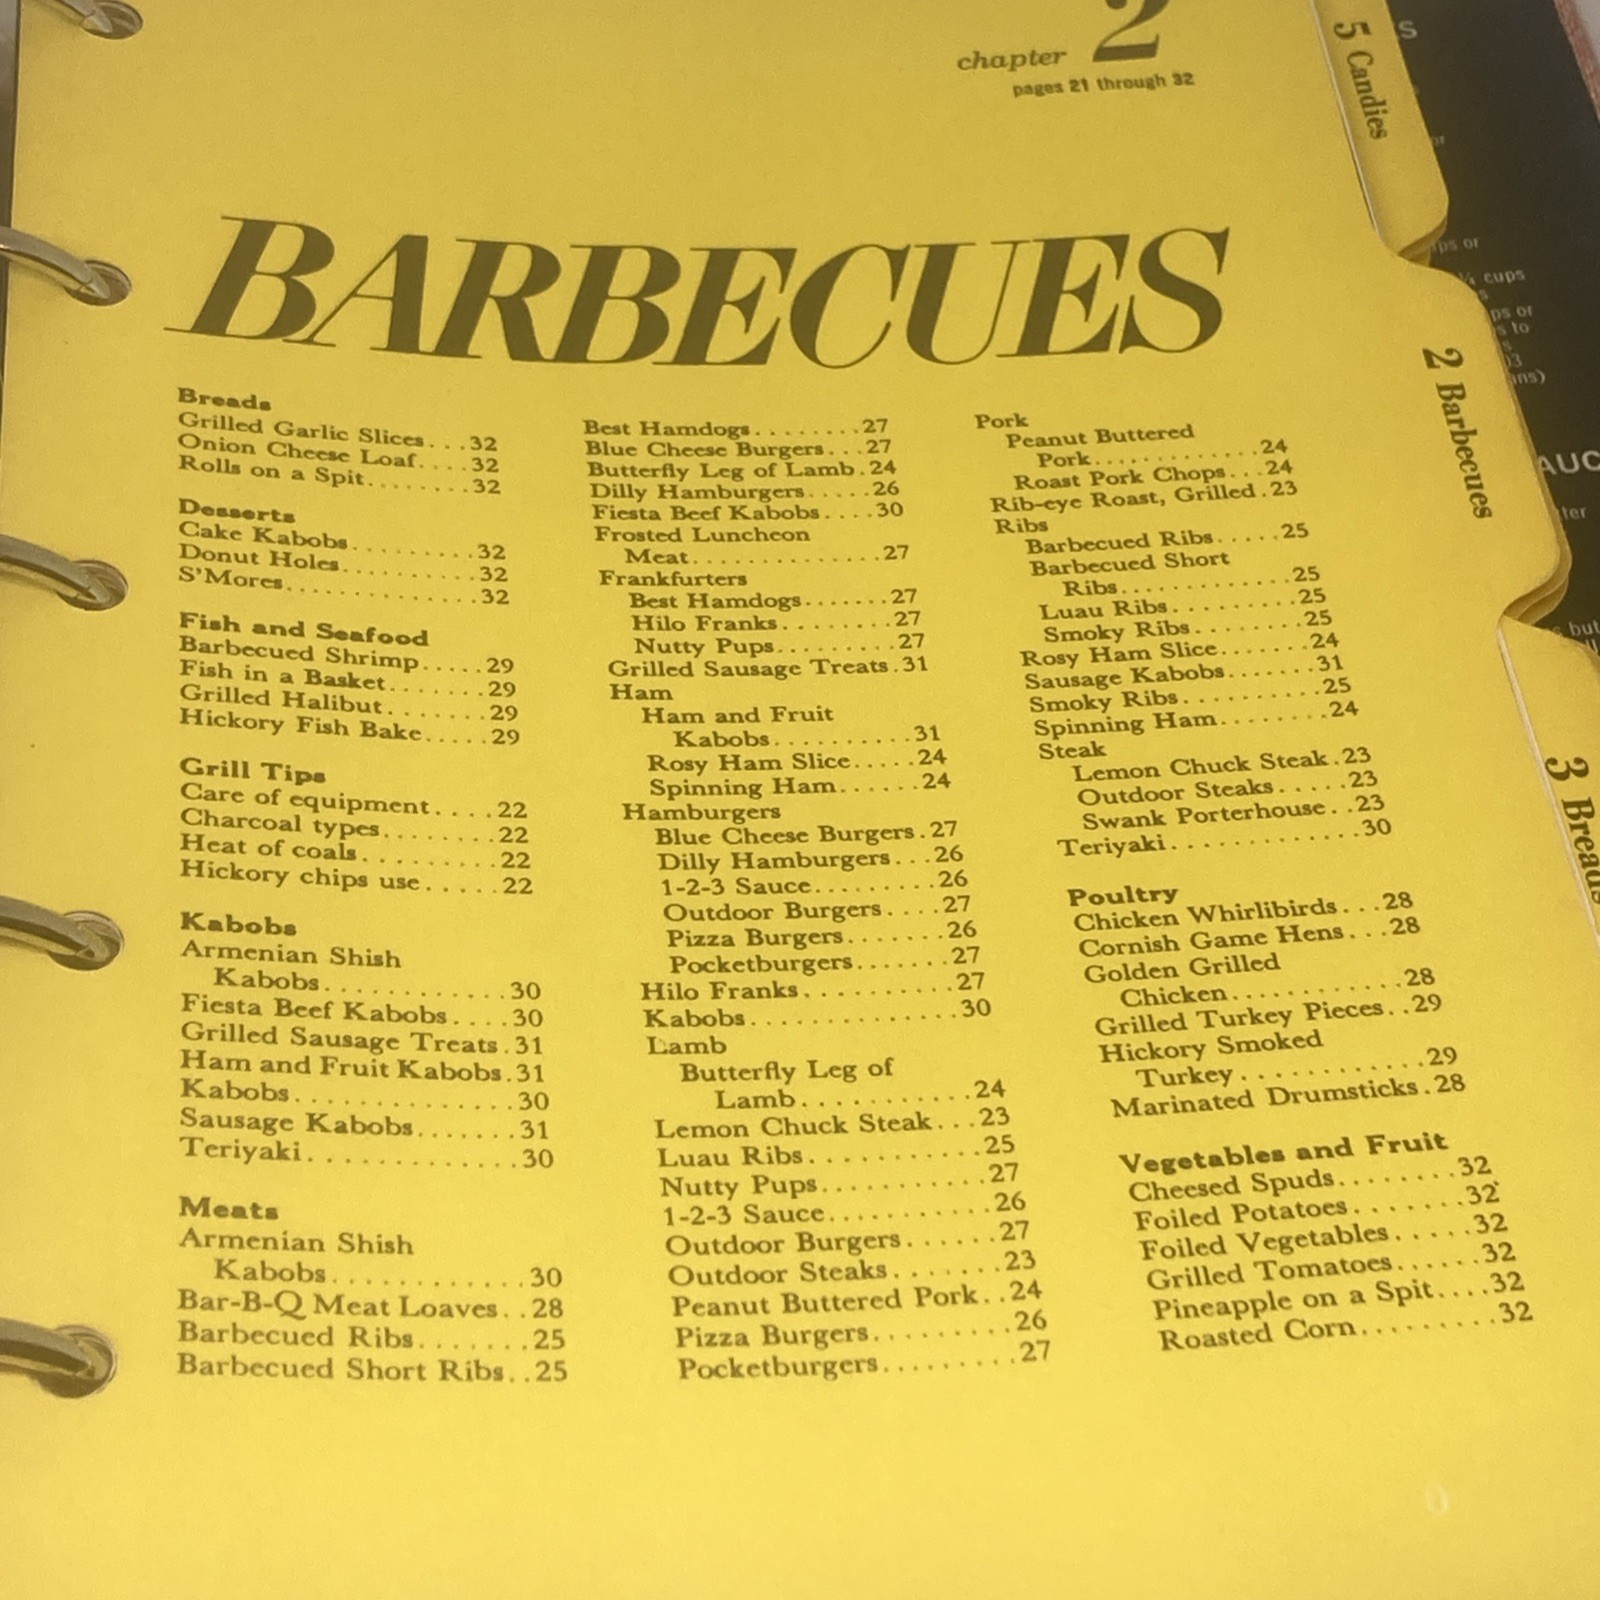 chapter 2
pages 21 through 32
BARBECUES
Breads
Grilled Garlic Slices...32
Onion Cheese Loaf....32
Rolls on a Spit........32
Desserts
Cake Kabobs.........32
Donut Holes..........32
S'Mores..............32
Fish and Seafood
Barbecued Shrimp.....29
Fish in a Basket.......29
Grilled Halibut.......29
Hickory Fish Bake.....29
Grill Tips
Care of equipment....22
Charcoal types........22
Heat of coals.........22
Hickory chips use.....22
Kabobs
Armenian Shish
Kabobs............30
Fiesta Beef Kabobs....30
Grilled Sausage Treats.31
Ham and Fruit Kabobs.31
Kabobs..............30
Sausage Kabobs.......31
Teriyaki.............30
Meats
Armenian Shish
Kabobs............30
Bar-B-Q Meat Loaves..28
Barbecued Ribs.......25
Barbecued Short Ribs..25
Best Hamdogs........27
Blue Cheese Burgers...27
Butterfly Leg of Lamb.24
Dilly Hamburgers.....26
Fiesta Beef Kabobs....30
Frosted Luncheon
Meat.............27
Frankfurters
Best Hamdogs.......27
Hilo Franks........27
Nutty Pups.........27
Grilled Sausage Treats.31
Ham
Ham and Fruit
Kabobs..........31
Rosy Ham Slice.....24
Spinning Ham......24
Hamburgers
Blue Cheese Burgers.27
Dilly Hamburgers...26
1-2-3 Sauce.........26
Outdoor Burgers....27
Pizza Burgers.......26
Pocketburgers.......27
Hilo Franks..........27
Kabobs..............30
Lamb
Butterfly Leg of
Lamb...........24
Lemon Chuck Steak...23
Luau Ribs...........25
Nutty Pups...........27
1-2-3 Sauce...........26
Outdoor Burgers......27
Outdoor Steaks.......23
Peanut Buttered Pork..24
Pizza Burgers.........26
Pocketburgers.........27
Pork
Peanut Buttered
Pork............24
Roast Pork Chops...24
Rib-eye Roast, Grilled.23
Ribs
Barbecued Ribs.....25
Barbecued Short
Ribs............25
Luau Ribs.........25
Smoky Ribs........25
Rosy Ham Slice.......24
Sausage Kabobs.......31
Smoky Ribs..........25
Spinning Ham........24
Steak
Lemon Chuck Steak.23
Outdoor Steaks.....23
Swank Porterhouse..23
Teriyaki............30
Poultry
Chicken Whirlibirds...28
Cornish Game Hens...28
Golden Grilled
Chicken............28
Grilled Turkey Pieces..29
Hickory Smoked
Turkey............29
Marinated Drumsticks.28
Vegetables and Fruit
Cheesed Spuds........32
Foiled Potatoes.......32
Foiled Vegetables.....32
Grilled Tomatoes......32
Pineapple on a Spit....32
Roasted Corn.........32
5 Candies
2 Barbecues
3 Breads
cups
ps or
s to
but